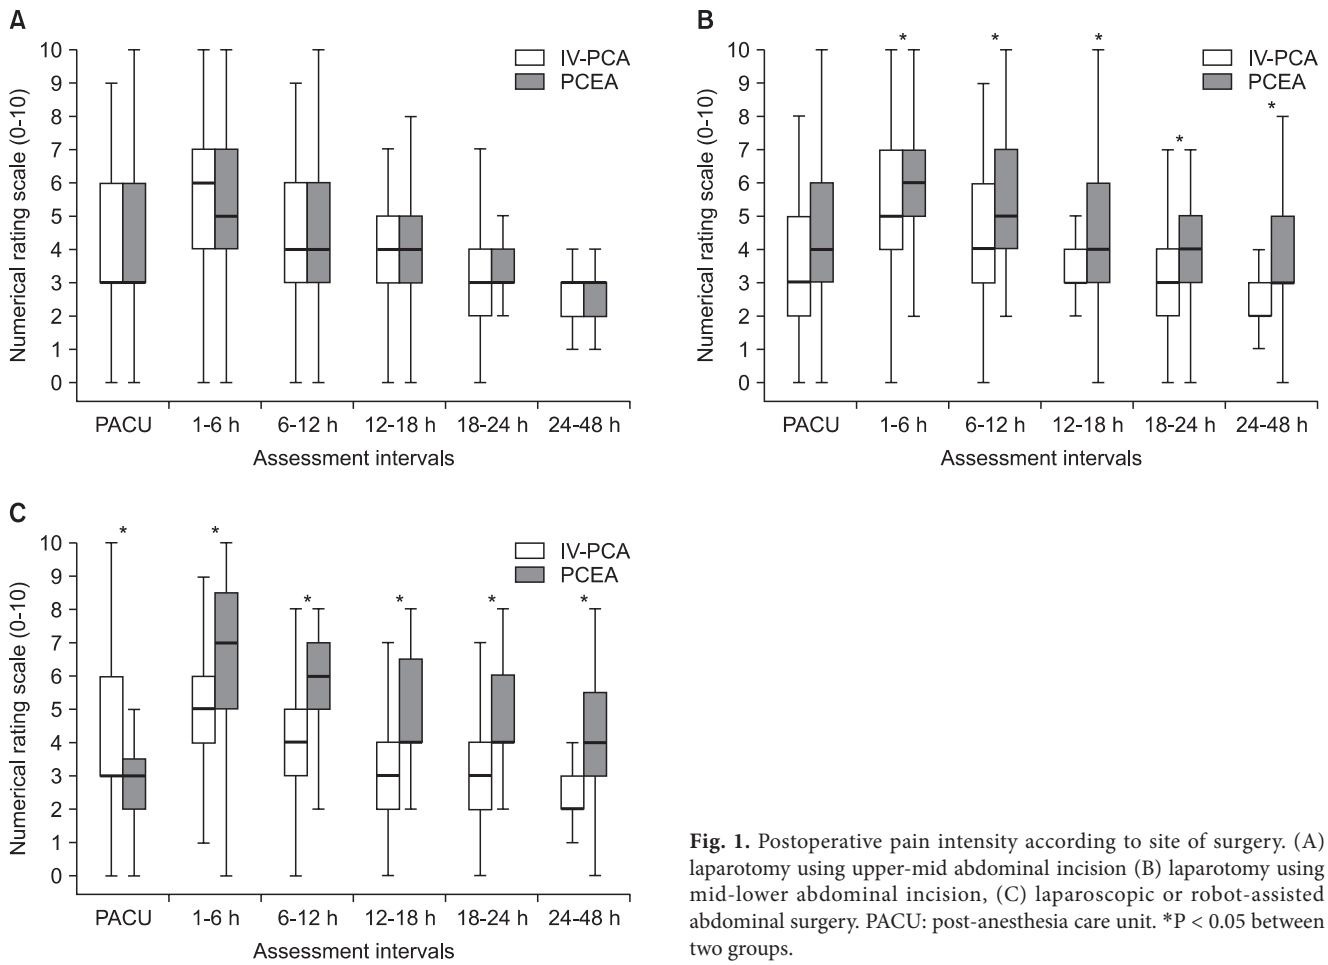 A
10
9
8
7
6
5
4
3
2
1
0
Numerical rating scale (0-10)
IV-PCA
PCEA
PACU 1-6 h 6-12 h 12-18 h 18-24 h 24-48 h
Assessment intervals
B
10
9
8
7
6
5
4
3
2
1
0
Numerical rating scale (0-10)
* * * * *
IV-PCA
PCEA
PACU 1-6 h 6-12 h 12-18 h 18-24 h 24-48 h
Assessment intervals
C
10
9
8
7
6
5
4
3
2
1
0
Numerical rating scale (0-10)
* * * * * *
IV-PCA
PCEA
PACU 1-6 h 6-12 h 12-18 h 18-24 h 24-48 h
Assessment intervals
Fig. 1. Postoperative pain intensity according to site of surgery. (A)
laparotomy using upper-mid abdominal incision (B) laparotomy using
mid-lower abdominal incision, (C) laparoscopic or robot-assisted
abdominal surgery. PACU: post-anesthesia care unit. *P < 0.05 between
two groups.